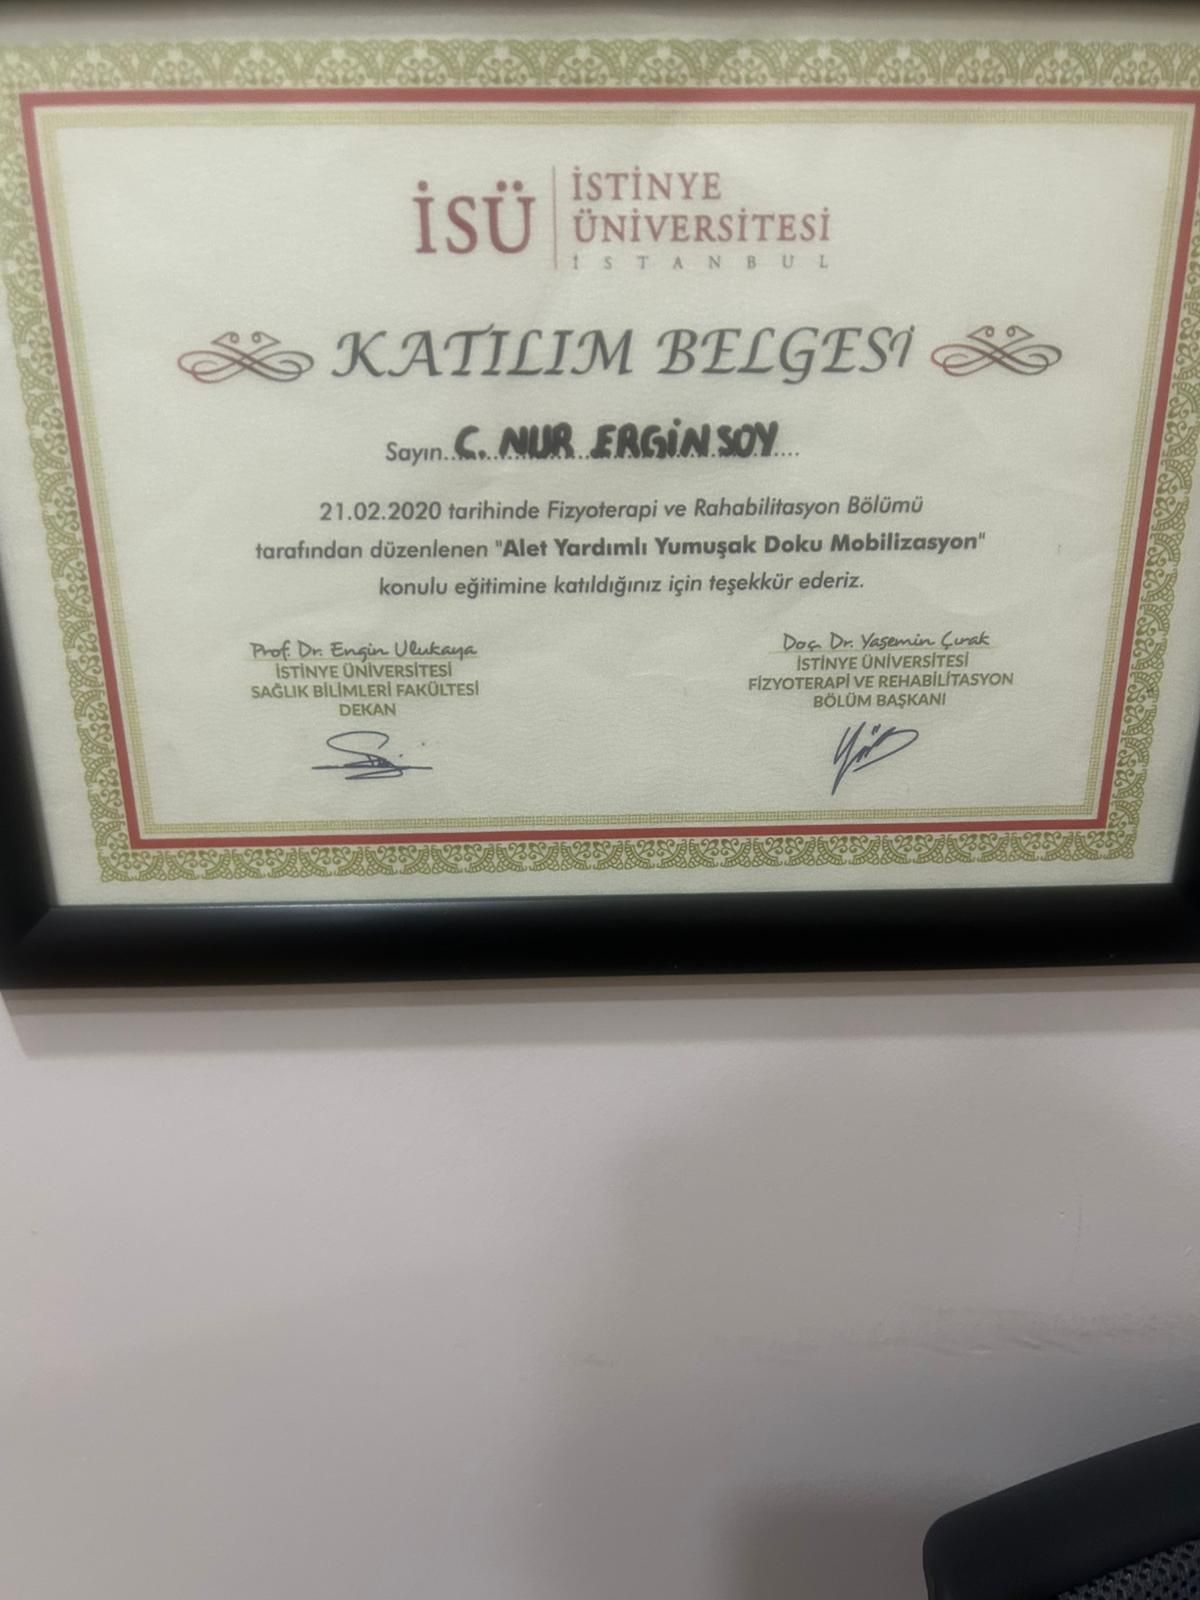 İSÜ
İSTİNYE
ÜNİVERSİTESİ
İSTANBUL
KATILIM BELGESİ
Sayın..C. NUR ERGİNSOY....
21.02.2020 tarihinde Fizyoterapi ve Rahabilitasyon Bölümü
tarafından düzenlenen "Alet Yardımlı Yumuşak Doku Mobilizasyon"
konulu eğitimine katıldığınız için teşekkür ederiz.
Prof. Dr. Engin Ulukaya
İSTİNYE ÜNİVERSİTESİ
SAĞLIK BİLİMLERİ FAKÜLTESİ
DEKAN
Doç. Dr. Yasemin Çırak
İSTİNYE ÜNİVERSİTESİ
FİZYOTERAPİ VE REHABİLİTASYON
BÖLÜM BAŞKANI